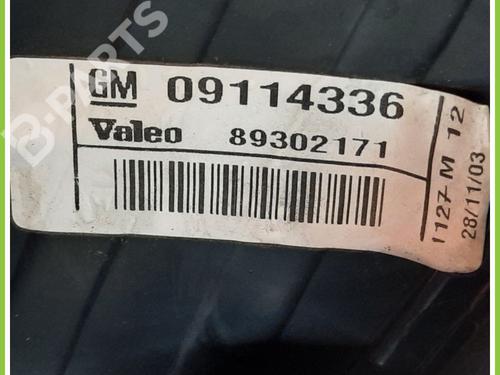 B-PARTS
GM 09114336
Valeo 89302171
1127 M 12
28/11/03